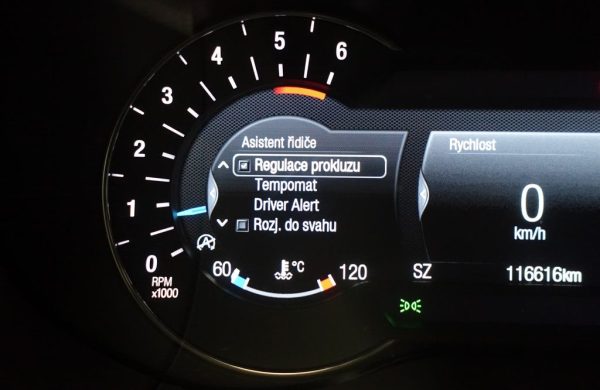 6
5
4
3
2
1
0
RPM
x1000
Asistent řidiče
Regulace prokluzu
Tempomat
Driver Alert
Rozj. do svahu
A
60 °C 120
Rychlost
0
km/h
SZ 116616km